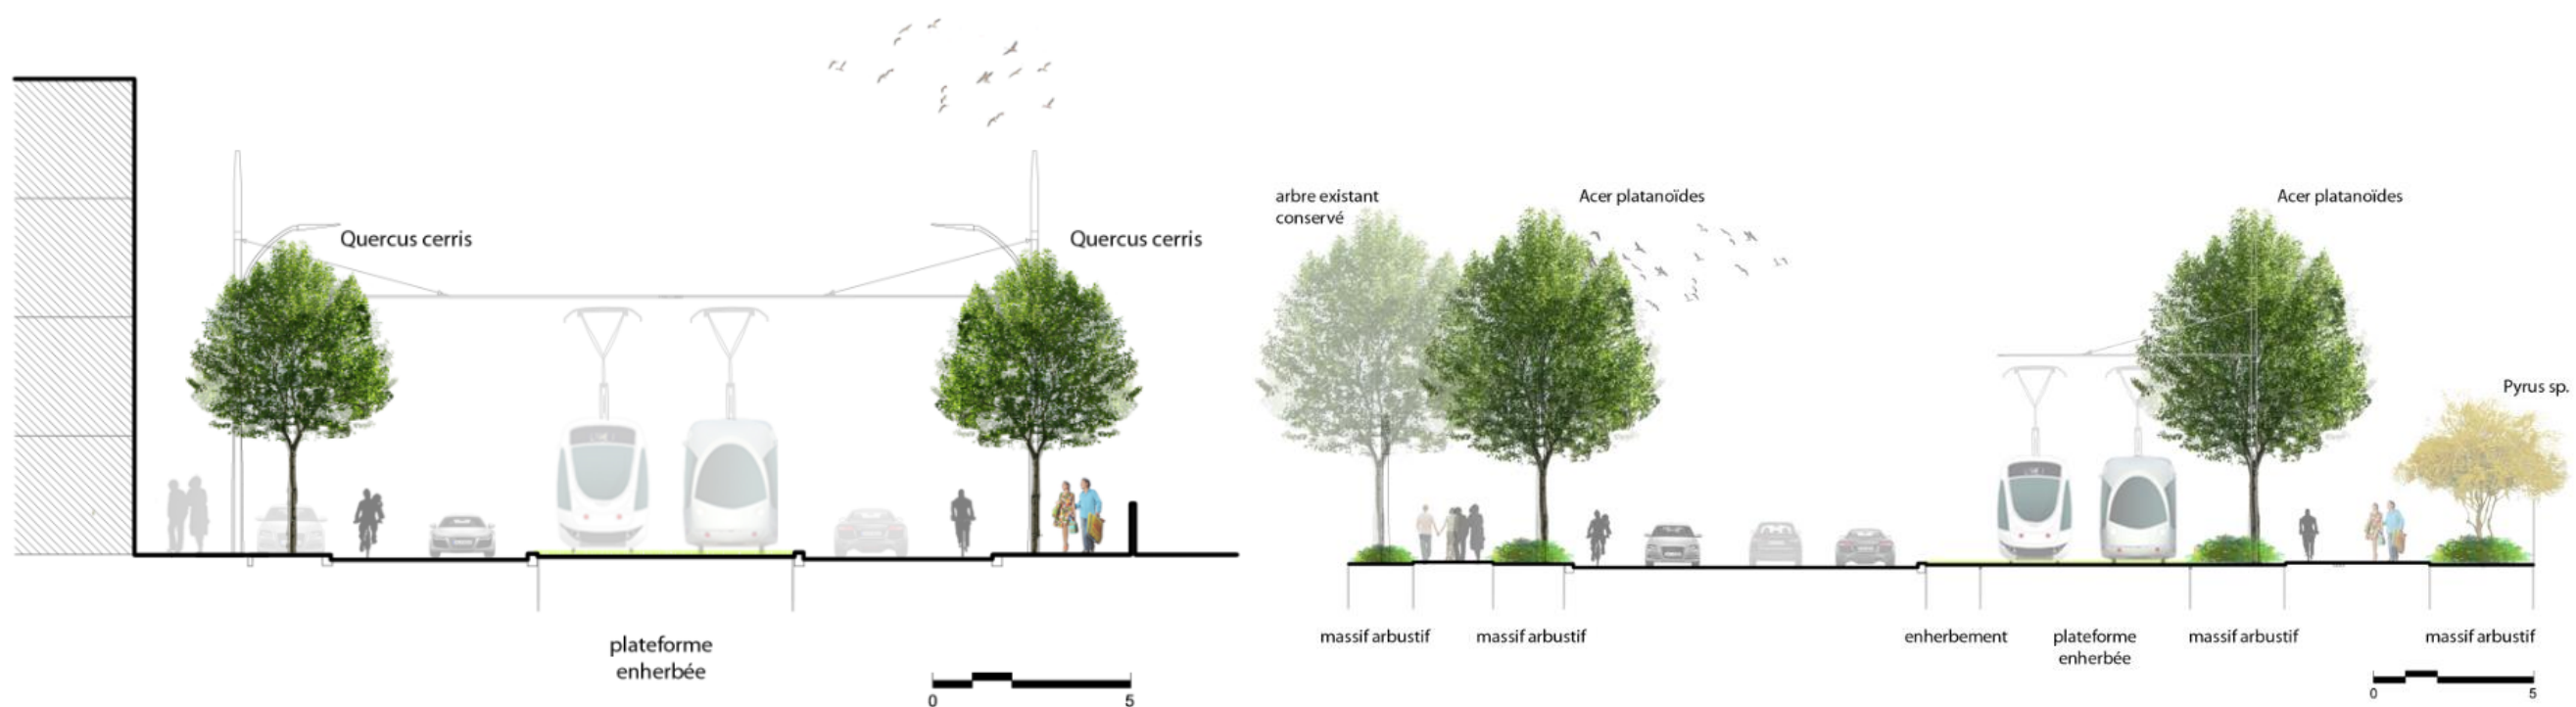 Quercus cerris
Quercus cerris
plateforme
enherbée
0
5
arbre existant
conservé
Acer platanoïdes
Acer platanoïdes
Pyrus sp.
massif arbustif
massif arbustif
enherbement
plateforme
enherbée
massif arbustif
massif arbustif
0
5